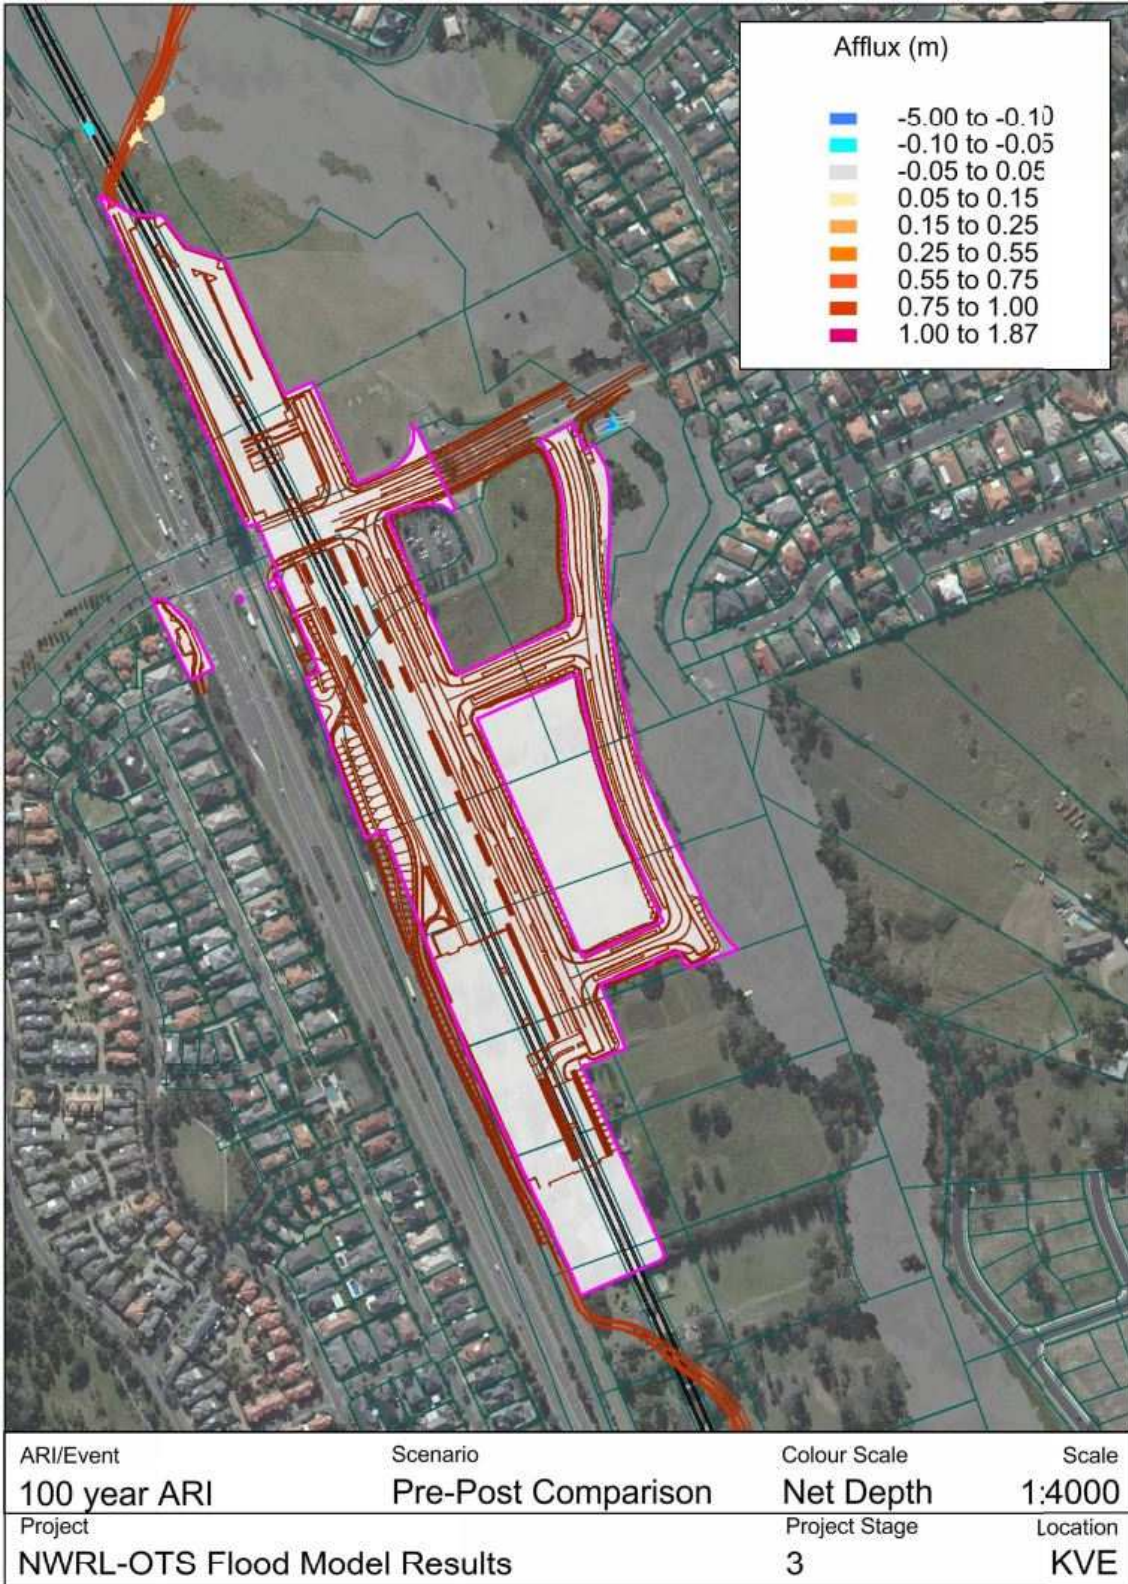 Afflux (m)
-5.00 to -0.10
-0.10 to -0.05
-0.05 to 0.05
0.05 to 0.15
0.15 to 0.25
0.25 to 0.55
0.55 to 0.75
0.75 to 1.00
1.00 to 1.87
ARI/Event Scenario Colour Scale Scale
100 year ARI Pre-Post Comparison Net Depth 1:4000
Project Project Stage Location
NWRL-OTS Flood Model Results 3 KVE